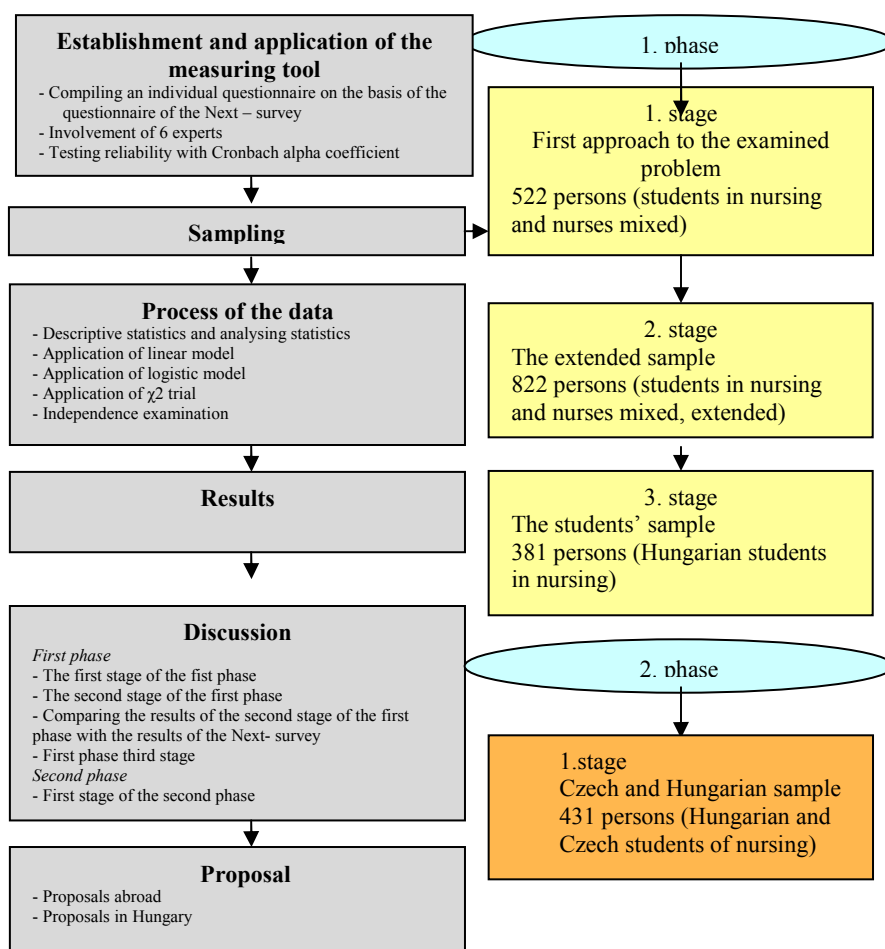 Establishment and application of the
measuring tool
- Compiling an individual questionnaire on the basis of the
questionnaire of the Next – survey
- Involvement of 6 experts
- Testing reliability with Cronbach alpha coefficient
Sampling
Process of the data
- Descriptive statistics and analysing statistics
- Application of linear model
- Application of logistic model
- Application of χ2 trial
- Independence examination
Results
Discussion
First phase
- The first stage of the fist phase
- The second stage of the first phase
- Comparing the results of the second stage of the first
phase with the results of the Next- survey
- First phase third stage
Second phase
- First stage of the second phase
Proposal
- Proposals abroad
- Proposals in Hungary
1. phase
1. stage
First approach to the examined
problem
522 persons (students in nursing
and nurses mixed)
2. stage
The extended sample
822 persons (students in nursing
and nurses mixed, extended)
3. stage
The students’ sample
381 persons (Hungarian students
in nursing)
2. phase
1.stage
Czech and Hungarian sample
431 persons (Hungarian and
Czech students of nursing)